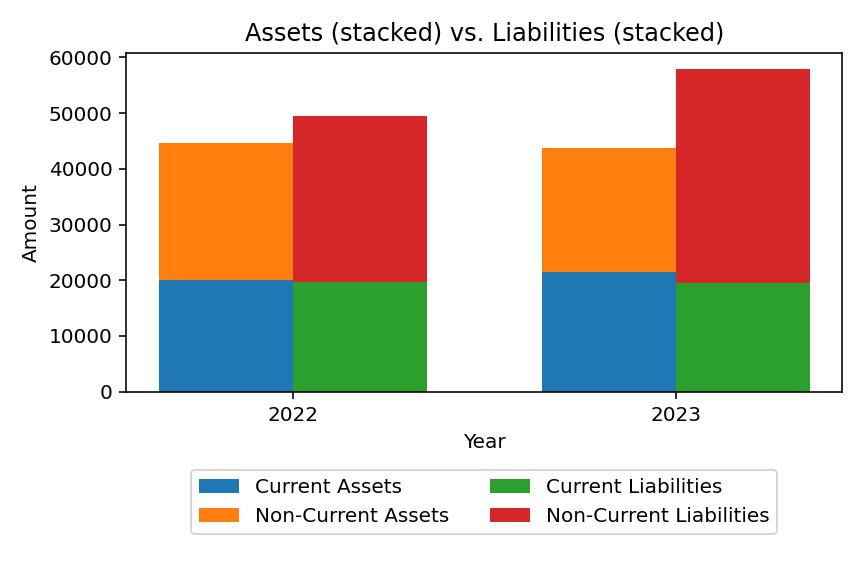 Assets (stacked) vs. Liabilities (stacked)
60000
50000
40000
30000
20000
10000
0
Amount
2022 2023
Year
Current Assets Current Liabilities
Non-Current Assets Non-Current Liabilities